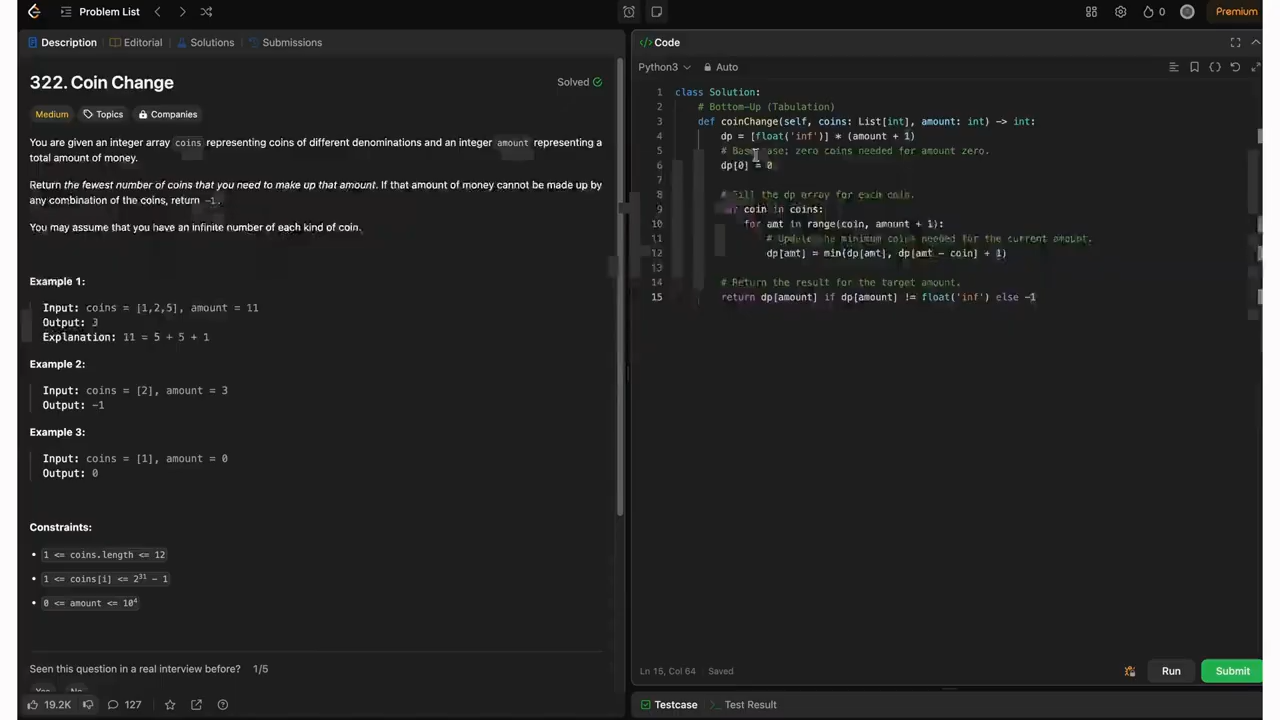 Problem List
0
Premium
Description
Editorial
Solutions
Submissions
322. Coin Change
Solved
Medium
Topics
Companies
You are given an integer array coins representing coins of different denominations and an integer amount representing a
total amount of money.
Return the fewest number of coins that you need to make up that amount. If that amount of money cannot be made up by
any combination of the coins, return -1.
You may assume that you have an infinite number of each kind of coin.
Example 1:
Input: coins = [1,2,5], amount = 11
Output: 3
Explanation: 11 = 5 + 5 + 1
Example 2:
Input: coins = [2], amount = 3
Output: -1
Example 3:
Input: coins = [1], amount = 0
Output: 0
Constraints:
• 1 <= coins.length <= 12
• 1 <= coins[i] <= 2³¹ - 1
• 0 <= amount <= 10⁴
Seen this question in a real interview before? 1/5
Yes No
19.2K
127
</> Code
Python3
Auto
1 class Solution:
2 # Bottom-Up (Tabulation)
3 def coinChange(self, coins: List[int], amount: int) -> int:
4 dp = [float('inf')] * (amount + 1)
5 # Base case: zero coins needed for amount zero.
6 dp[0] = 0
7
8 # Fill the dp array for each coin.
9 for coin in coins:
10 for amt in range(coin, amount + 1):
11 # Update the minimum coins needed for the current amount.
12 dp[amt] = min(dp[amt], dp[amt - coin] + 1)
13
14 # Return the result for the target amount.
15 return dp[amount] if dp[amount] != float('inf') else -1
Ln 15, Col 64
Saved
Run
Submit
Testcase
Test Result